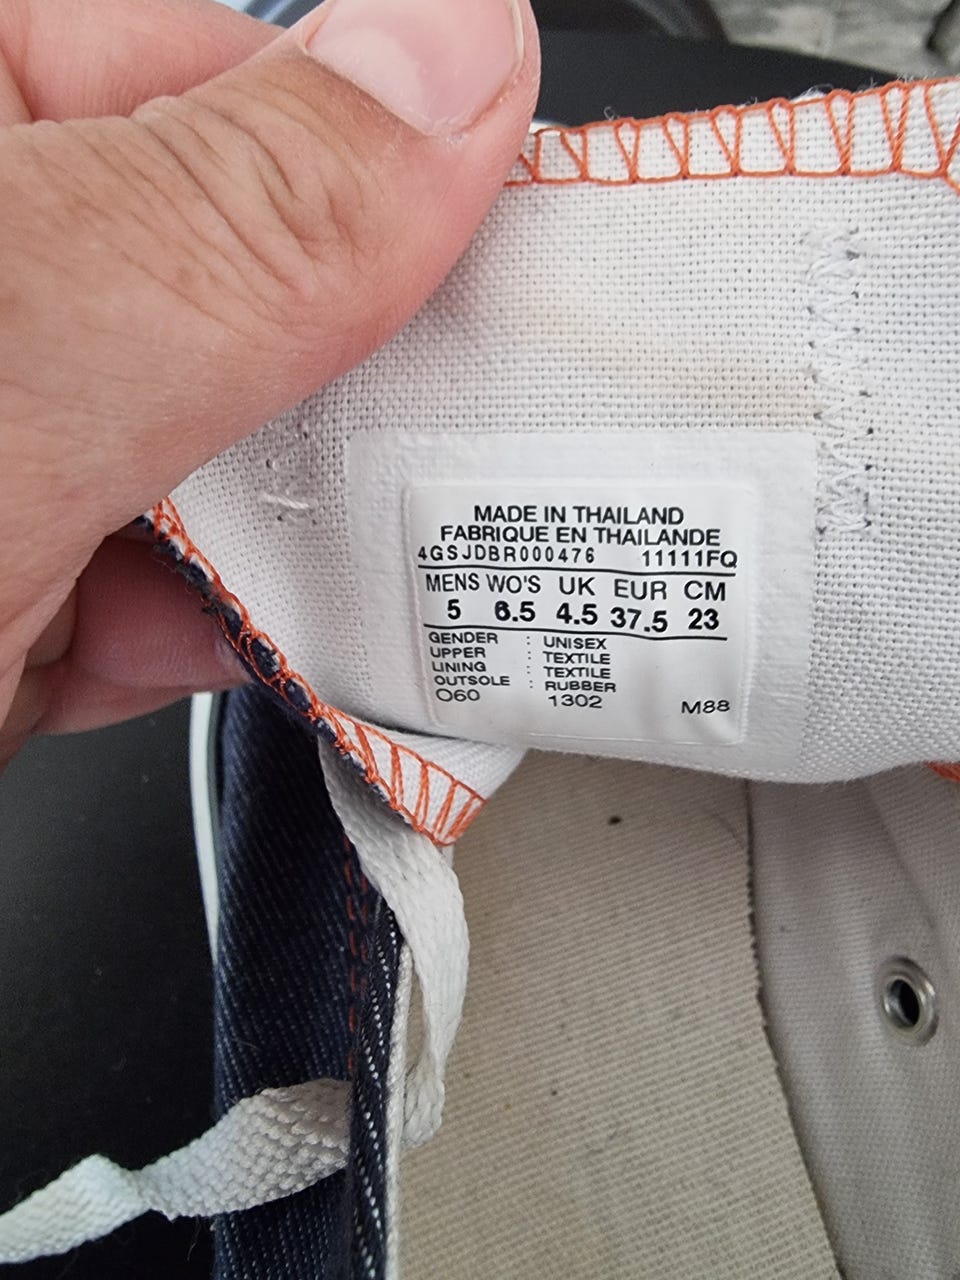 MADE IN THAILAND
FABRIQUE EN THAILANDE
4GSJDBR000476 11111FQ
MENS WO'S UK EUR CM
5 6.5 4.5 37.5 23
GENDER : UNISEX
UPPER : TEXTILE
LINING : TEXTILE
OUTSOLE : RUBBER
O60 1302 M88